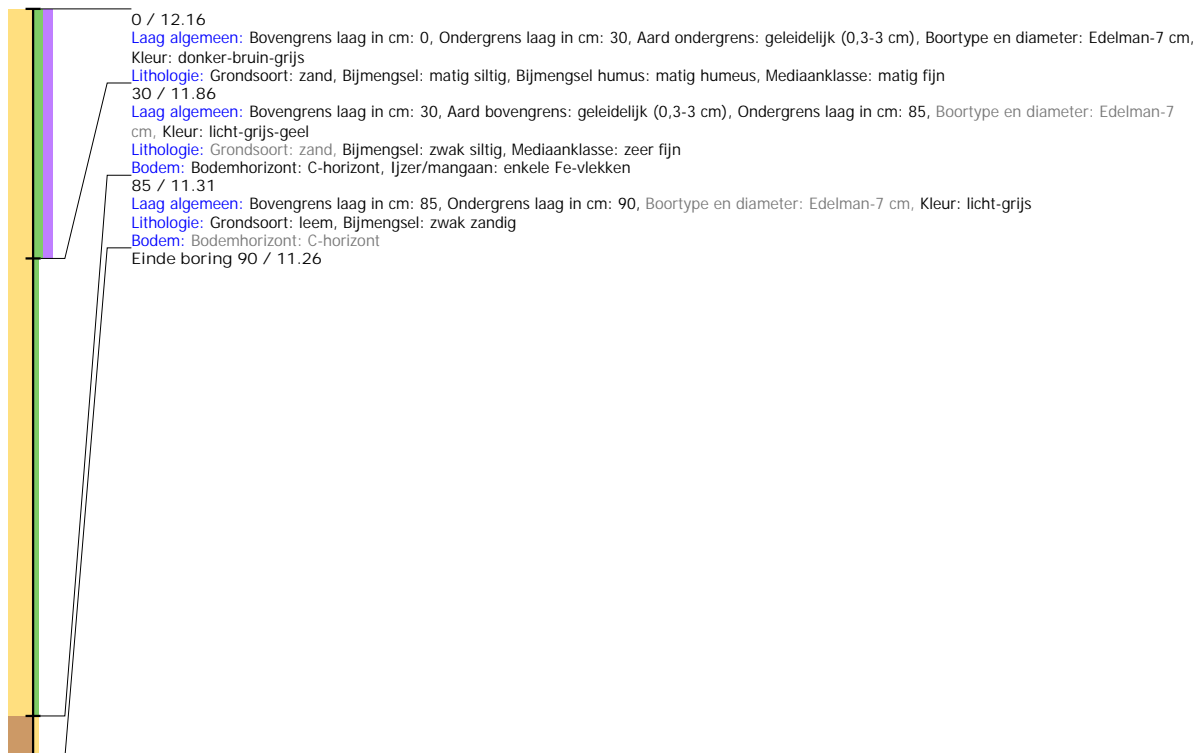 0 / 12.16
Laag algemeen: Bovengrens laag in cm: 0, Ondergrens laag in cm: 30, Aard ondergrens: geleidelijk (0,3-3 cm), Boortype en diameter: Edelman-7 cm,
Kleur: donker-bruin-grijs
Lithologie: Grondsoort: zand, Bijmengsel: matig siltig, Bijmengsel humus: matig humeus, Mediaanklasse: matig fijn
30 / 11.86
Laag algemeen: Bovengrens laag in cm: 30, Aard bovengrens: geleidelijk (0,3-3 cm), Ondergrens laag in cm: 85, Boortype en diameter: Edelman-7
cm, Kleur: licht-grijs-geel
Lithologie: Grondsoort: zand, Bijmengsel: zwak siltig, Mediaanklasse: zeer fijn
Bodem: Bodemhorizont: C-horizont, Ijzer/mangaan: enkele Fe-vlekken
85 / 11.31
Laag algemeen: Bovengrens laag in cm: 85, Ondergrens laag in cm: 90, Boortype en diameter: Edelman-7 cm, Kleur: licht-grijs
Lithologie: Grondsoort: leem, Bijmengsel: zwak zandig
Bodem: Bodemhorizont: C-horizont
Einde boring 90 / 11.26